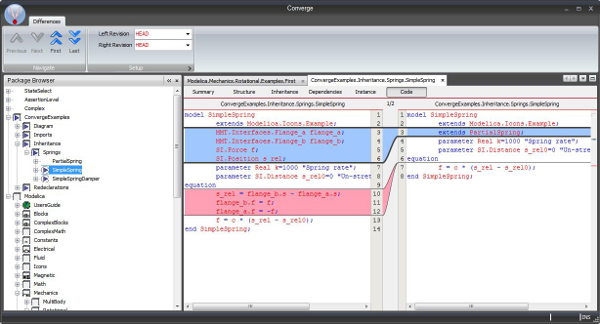 Converge
Differences
Previous
Next
First
Last
Navigate
Left Revision
HEAD
Right Revision
HEAD
Setup
Package Browser
StateSelect
AssertionLevel
Complex
ConvergeExamples
Diagram
Imports
Inheritance
Springs
PartialSpring
SimpleSpring
SimpleSpringDamper
Redeclarations
Modelica
UsersGuide
Blocks
ComplexBlocks
ComplexMath
Constants
Electrical
Fluid
Icons
Magnetic
Math
Mechanics
MultiBody
Modelica.Mechanics.Rotational.Examples.First
ConvergeExamples.Inheritance.Springs.SimpleSpring
Summary
Structure
Inheritance
Dependencies
Instance
Code
ConvergeExamples.Inheritance.Springs.SimpleSpring
1/2
ConvergeExamples.Inheritance.Springs.SimpleSpring
model SimpleSpring 1
extends Modelica.Icons.Example; 2
MMT.Interfaces.Flange_a flange_a; 3
MMT.Interfaces.Flange_b flange_b; 4
SI.Force f; 5
SI.Position s_rel; 6
parameter Real k=1000 "Spring rate"; 7
parameter SI.Distance s_rel0=0 "Un-stret 8
equation 9
s_rel = flange_b.s - flange_a.s; 10
flange_b.f = f; 11
flange_a.f = -f; 12
f = c * (s_rel - s_rel0); 13
end SimpleSpring; 14
1 model SimpleSpring
2 extends Modelica.Icons.Example;
3 extends PartialSpring;
4 parameter Real k=1000 "Spring rate";
5 parameter SI.Distance s_rel0=0 "Un-stre
6 equation
7 f = c * (s_rel - s_rel0);
8 end SimpleSpring;
INS